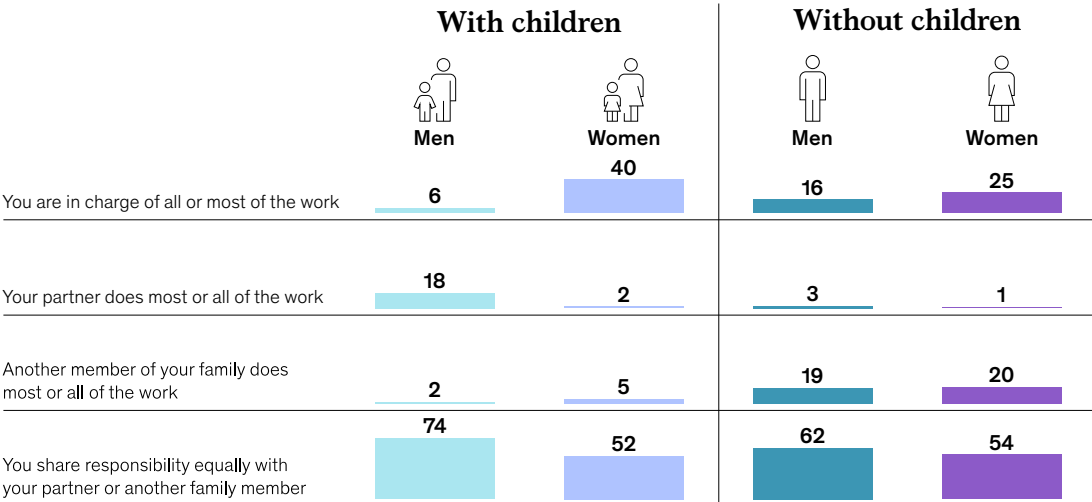 With children
Without children
Men
Women
Men
Women
You are in charge of all or most of the work
6
40
16
25
Your partner does most or all of the work
18
2
3
1
Another member of your family does
most or all of the work
2
5
19
20
You share responsibility equally with
your partner or another family member
74
52
62
54